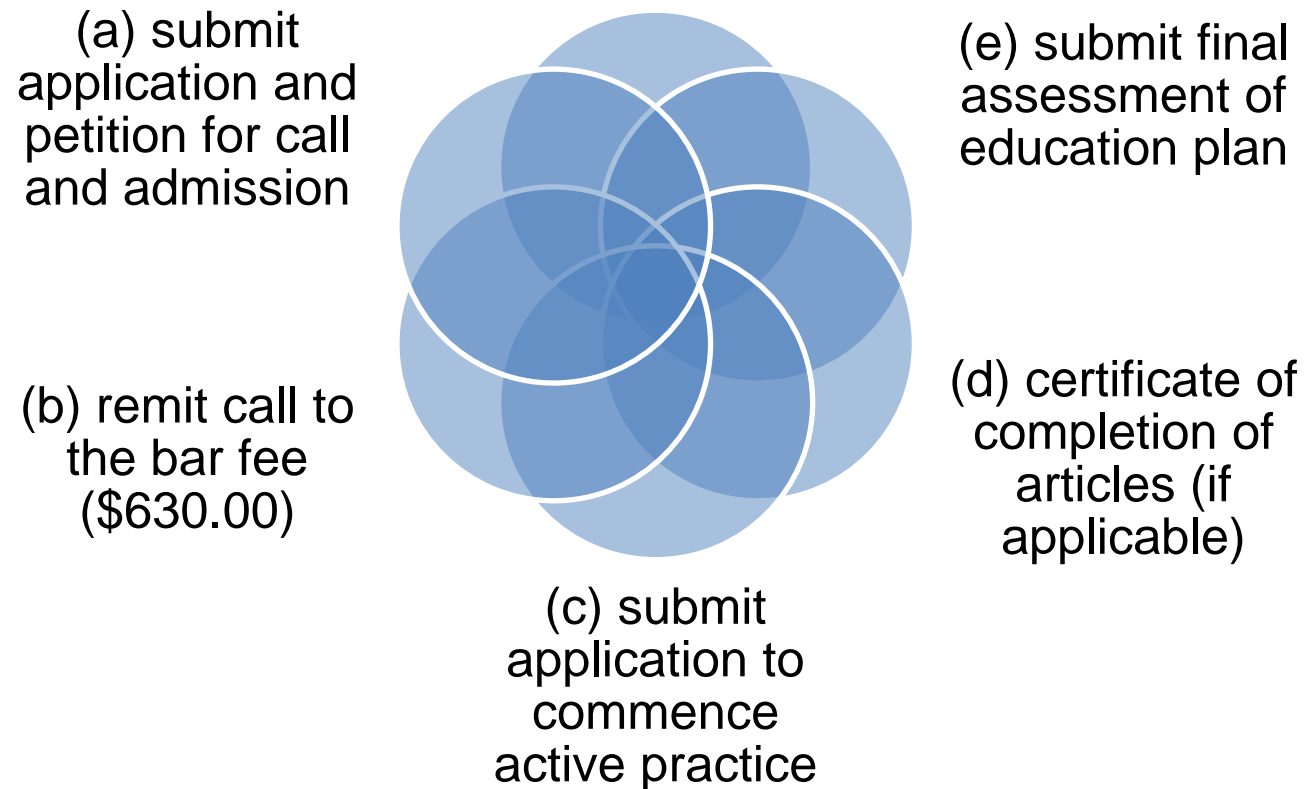 (a) submit
application and
petition for call
and admission
(b) remit call to
the bar fee
($630.00)
(c) submit
application to
commence
active practice
(d) certificate of
completion of
articles (if
applicable)
(e) submit final
assessment of
education plan